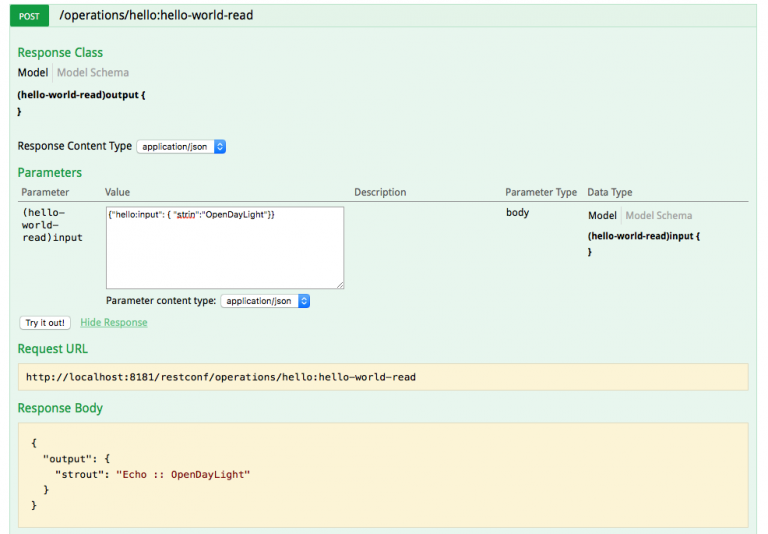 POST /operations/hello:hello-world-read
Response Class
Model Model Schema
(hello-world-read)output {
}
Response Content Type application/json
Parameters
Parameter Value Description Parameter Type Data Type
(hello-
world-
read)input
{"hello:input": { "strin":"OpenDayLight"}}
body
Model Model Schema
(hello-world-read)input {
}
Parameter content type: application/json
Try it out! Hide Response
Request URL
http://localhost:8181/restconf/operations/hello:hello-world-read
Response Body
{
"output": {
"strout": "Echo :: OpenDayLight"
}
}